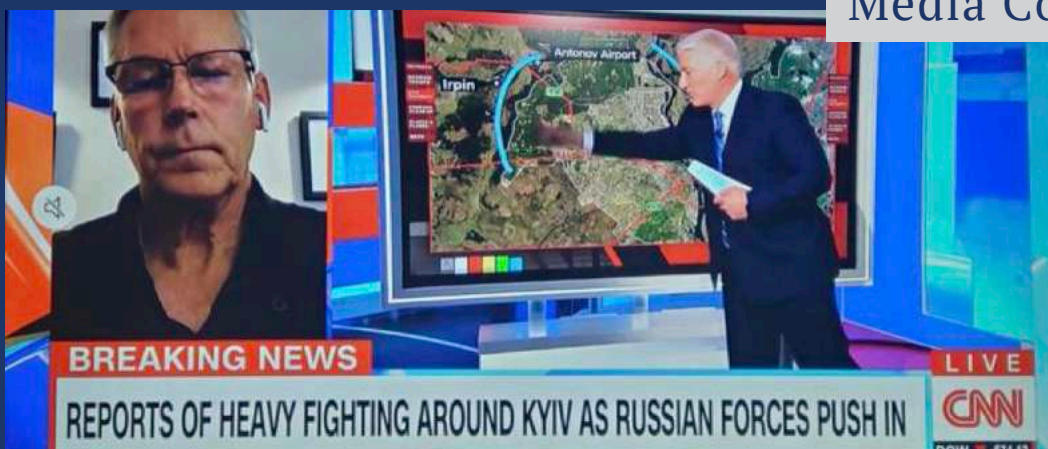 Media Co
Antonov Airport
Irpin
BREAKING NEWS
REPORTS OF HEAVY FIGHTING AROUND KYIV AS RUSSIAN FORCES PUSH IN
LIVE
CNN
DOW